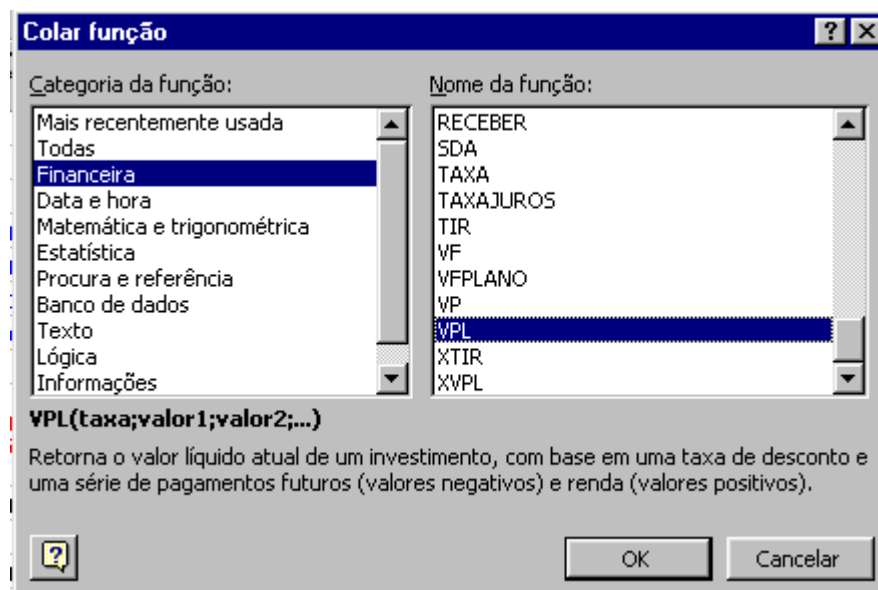 Colar função
Categoria da função:
Nome da função:
Mais recentemente usada
Todas
Financeira
Data e hora
Matemática e trigonométrica
Estatística
Procura e referência
Banco de dados
Texto
Lógica
Informações
RECEBER
SDA
TAXA
TAXAJUROS
TIR
VF
VFPLANO
VP
VPL
XTIR
XVPL
VPL(taxa;valor1;valor2;...)
Retorna o valor líquido atual de um investimento, com base em uma taxa de desconto e
uma série de pagamentos futuros (valores negativos) e renda (valores positivos).
OK
Cancelar